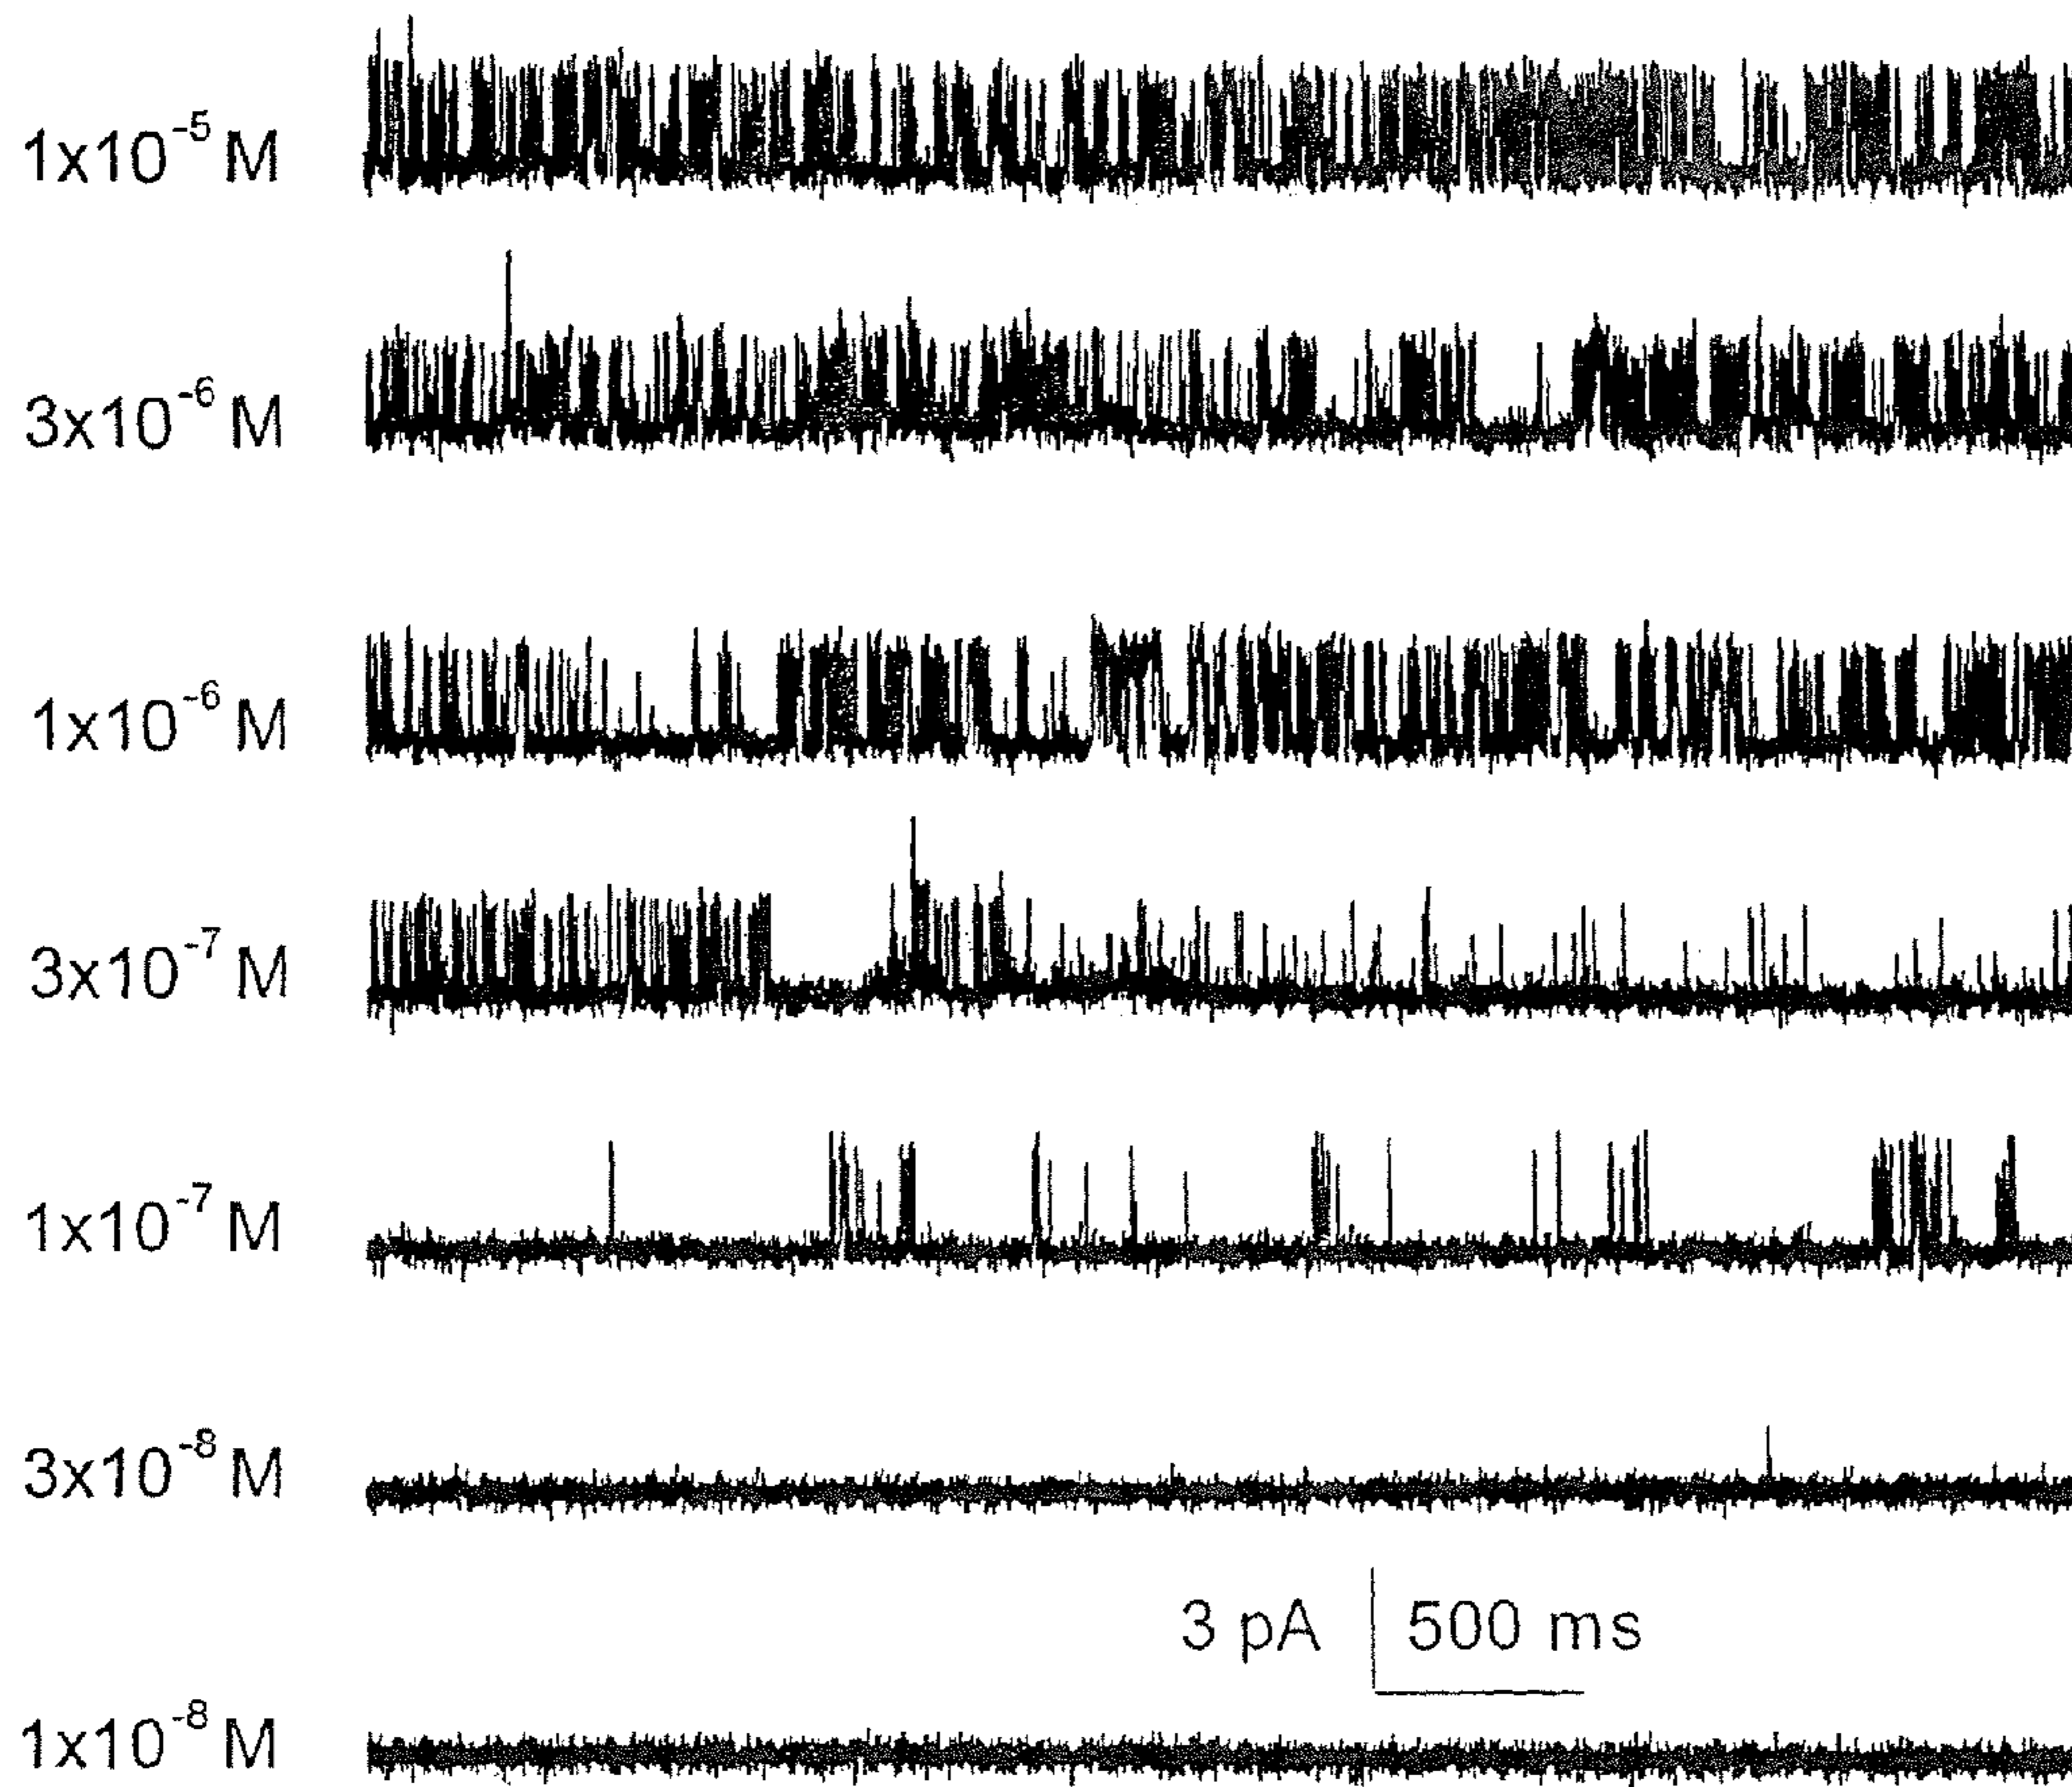 1x10⁻⁵ M
3x10⁻⁶ M
1x10⁻⁶ M
3x10⁻⁷ M
1x10⁻⁷ M
3x10⁻⁸ M
3 pA 500 ms
1x10⁻⁸ M